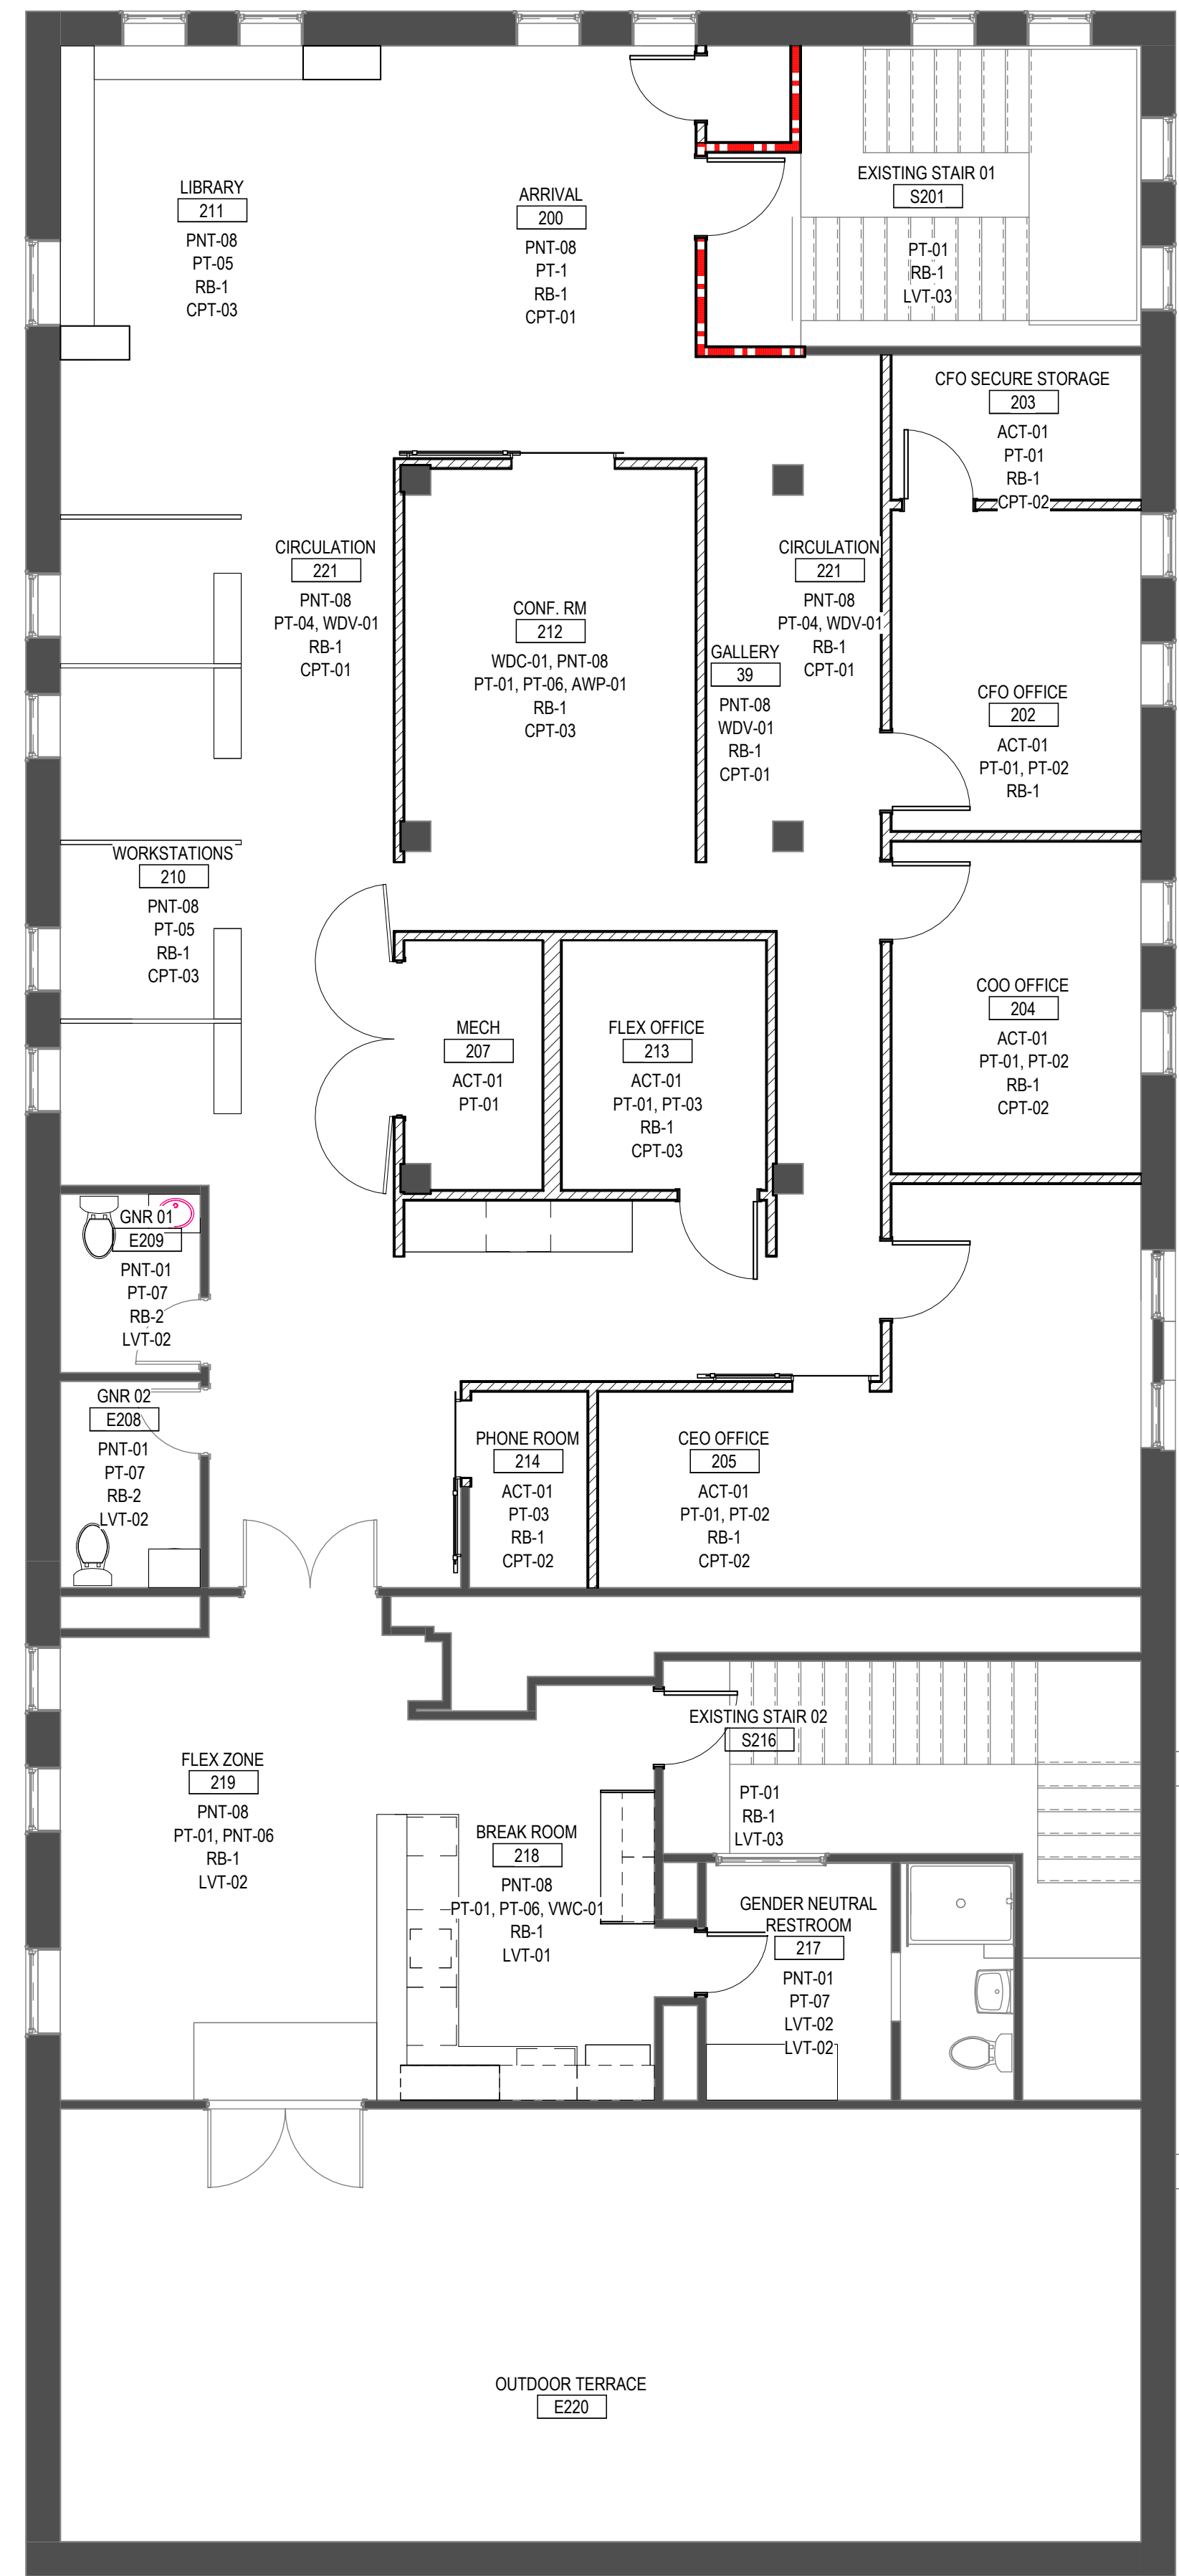 LIBRARY
211
PNT-08
PT-05
RB-1
CPT-03
ARRIVAL
200
PNT-08
PT-1
RB-1
CPT-01
EXISTING STAIR 01
S201
PT-01
RB-1
LVT-03
CFO SECURE STORAGE
203
ACT-01
PT-01
RB-1
CPT-02
CIRCULATION
221
PNT-08
PT-04, WDV-01
RB-1
CPT-01
CONF. RM
212
WDC-01, PNT-08
PT-01, PT-06, AWP-01
RB-1
CPT-03
CIRCULATION
221
PNT-08
PT-04, WDV-01
RB-1
CPT-01
GALLERY
39
PNT-08
WDV-01
RB-1
CPT-01
CFO OFFICE
202
ACT-01
PT-01, PT-02
RB-1
WORKSTATIONS
210
PNT-08
PT-05
RB-1
CPT-03
MECH
207
ACT-01
PT-01
FLEX OFFICE
213
ACT-01
PT-01, PT-03
RB-1
CPT-03
COO OFFICE
204
ACT-01
PT-01, PT-02
RB-1
CPT-02
GNR 01
E209
PNT-01
PT-07
RB-2
LVT-02
GNR 02
E208
PNT-01
PT-07
RB-2
LVT-02
PHONE ROOM
214
ACT-01
PT-03
RB-1
CPT-02
CEO OFFICE
205
ACT-01
PT-01, PT-02
RB-1
CPT-02
EXISTING STAIR 02
S216
PT-01
RB-1
LVT-03
FLEX ZONE
219
PNT-08
PT-01, PNT-06
RB-1
LVT-02
BREAK ROOM
218
PNT-08
PT-01, PT-06, VWC-01
RB-1
LVT-01
GENDER NEUTRAL
RESTROOM
217
PNT-01
PT-07
LVT-02
LVT-02
OUTDOOR TERRACE
E220